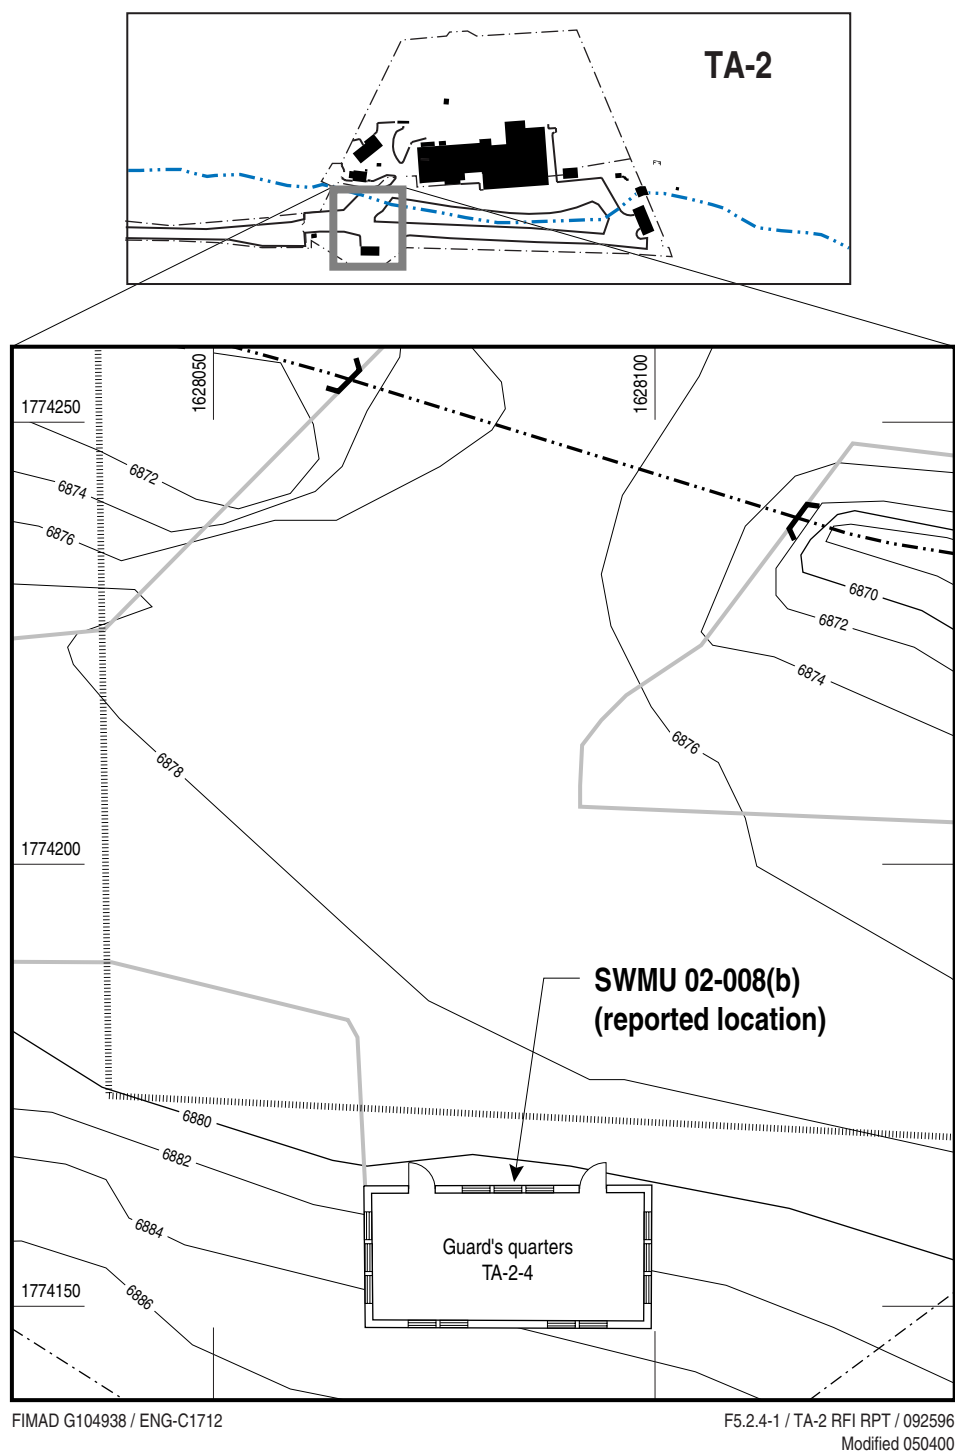 TA-2
1628050
1628100
1774250
6872
6874
6876
6870
6872
6874
6876
6878
1774200
SWMU 02-008(b)
(reported location)
6880
6882
6884
6886
Guard's quarters
TA-2-4
1774150
FIMAD G104938 / ENG-C1712
F5.2.4-1 / TA-2 RFI RPT / 092596
Modified 050400